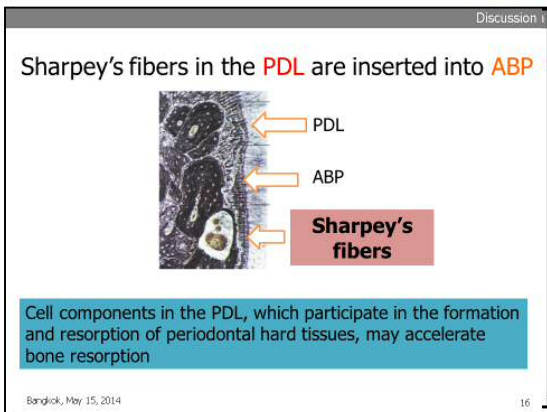 Discussion
Sharpey's fibers in the PDL are inserted into ABP
PDL
ABP
Sharpey's
fibers
Cell components in the PDL, which participate in the formation
and resorption of periodontal hard tissues, may accelerate
bone resorption
Bangkok, May 15, 2014
16